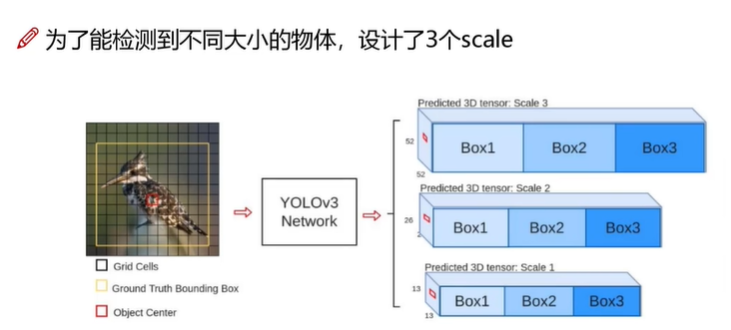 为了能检测到不同大小的物体，设计了3个scale
Predicted 3D tensor: Scale 3
52
52
Box1 Box2 Box3
Predicted 3D tensor: Scale 2
26
Box1 Box2 Box3
Predicted 3D tensor: Scale 1
13
13
Box1 Box2 Box3
YOLOv3
Network
Grid Cells
Ground Truth Bounding Box
Object Center